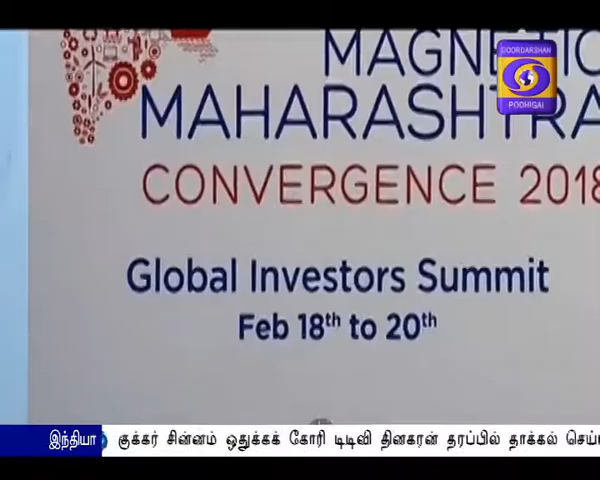 MAGNETIC
MAHARASHTRA
CONVERGENCE 2018
Global Investors Summit
Feb 18th to 20th
DOORDARSHAN
PODHIGAI
இந்தியா
குக்கர் சின்னம் ஒதுக்கக் கோரி டிடிவி தினகரன் தரப்பில் தாக்கல் செய்